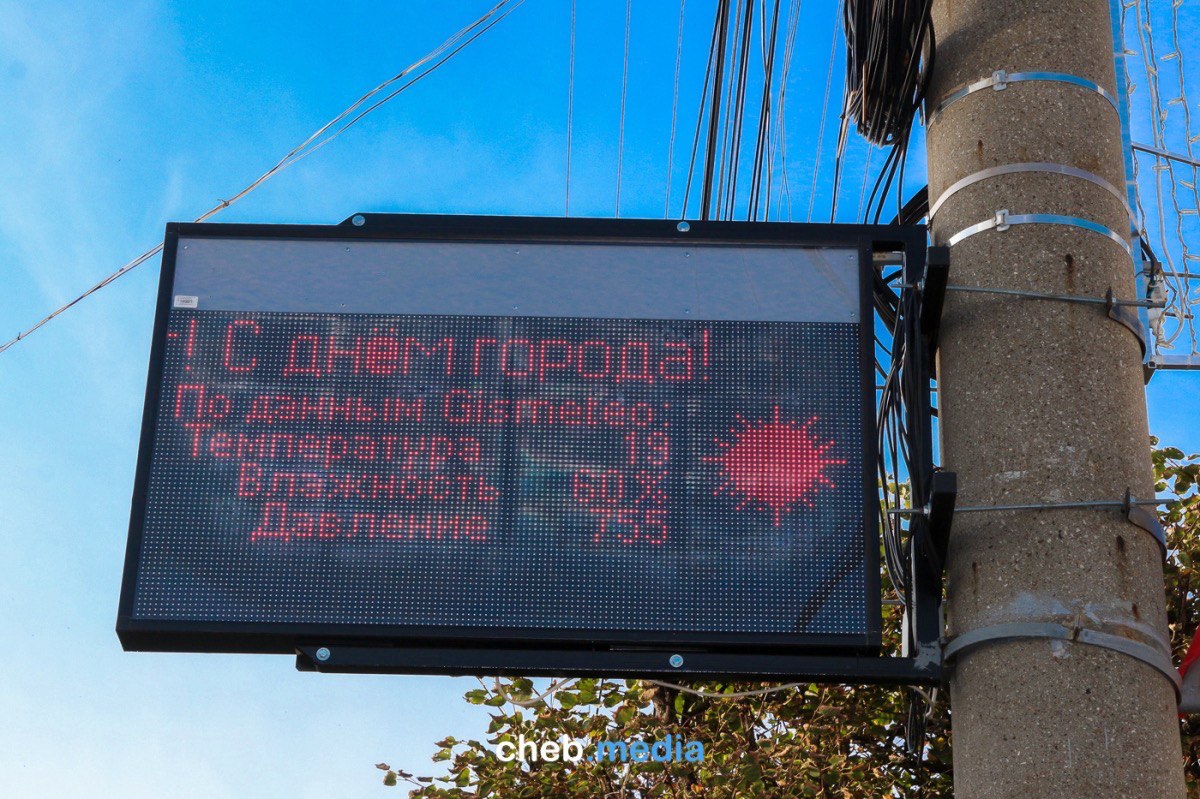 ! С днём города!
По данным Gismeteo:
Температура 19
Влажность 60%
Давление 755
cheb.media